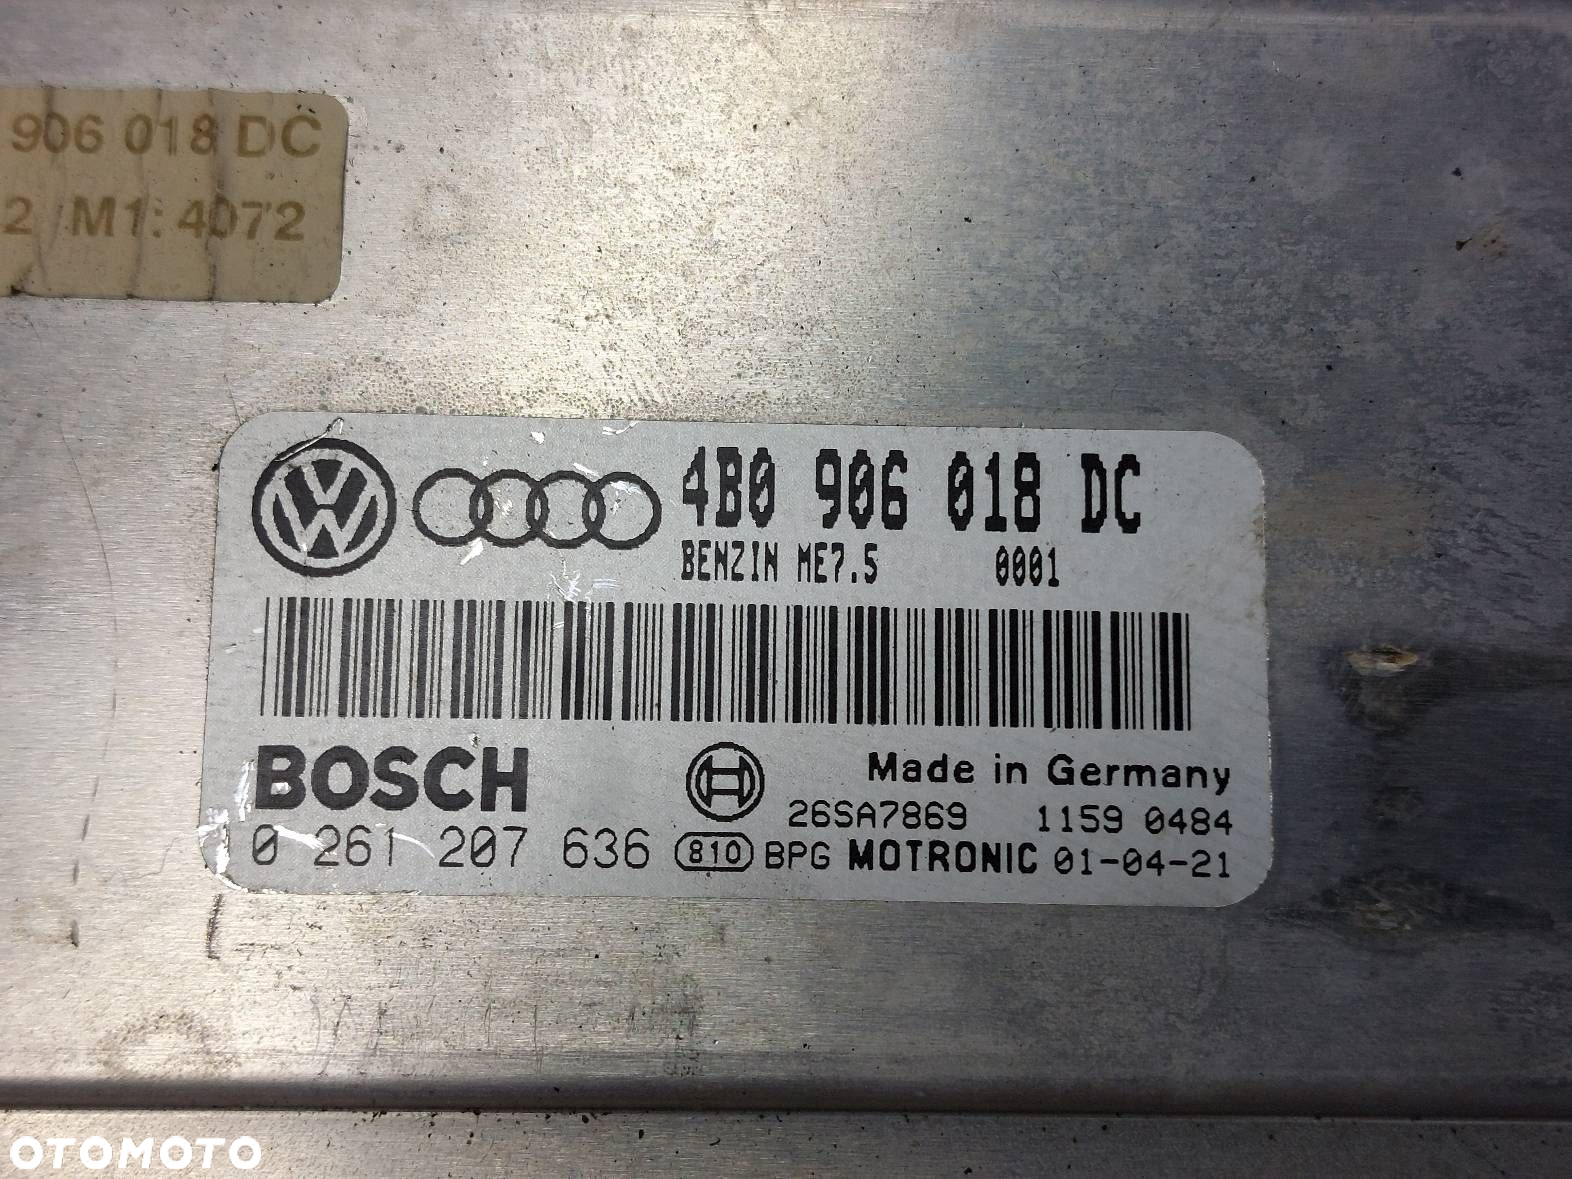 906 018 DC
2 M1: 4072
4B0 906 018 DC
BENZIN ME7.5 0001
BOSCH
Made in Germany
26SA7869 1159 0484
0 261 207 636 810 BPG MOTRONIC 01-04-21
OTOMOTO